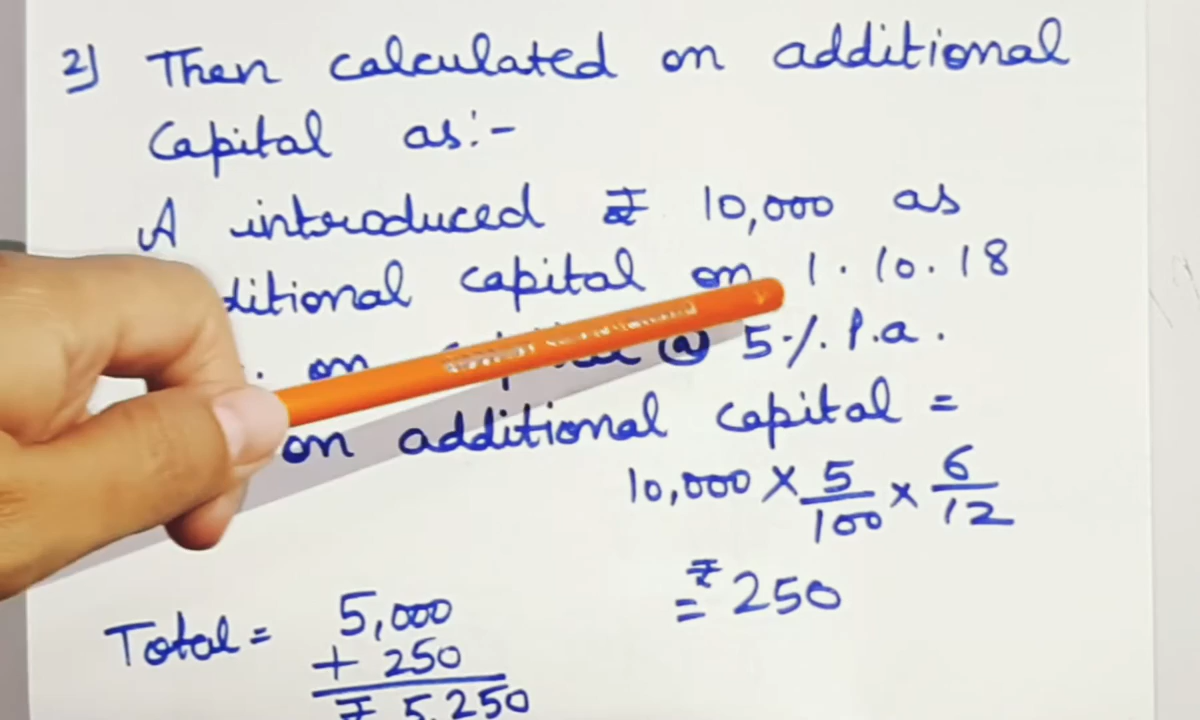 2) Then calculated on additional
Capital as:-
A introduced ₹ 10,000 as
ditional capital on 1.10.18
on @ 5% P.a.
on additional capital =
10,000 × 5/100 × 6/12
= ₹ 250
Total = 5,000
+ 250
₹ 5,250